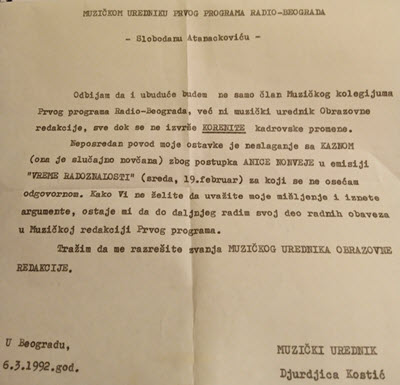 MUZIČKOM UREDNIKU PRVOG PROGRAMA RADIO-BEOGRADA
- Slobodanu Atanackoviću -
Odbijam da i ubuduće budem ne samo član Muzičkog kolegijuma
Prvog programa Radio-Beograda, već ni muzički urednik Obrazovne
redakcije, sve dok se ne izvrše KORENITE kadrovske promene.
Neposredan povod moje ostavke je neslaganje sa KAZNOM
(ona je slučajno novčana) zbog postupka ANICE NONVEJE u emisiji
"VREME RADOZNALOSTI" (sreda, 19.februar) za koji se ne osećam
odgovornom. Kako Vi ne želite da uvažite moje mišljenje i iznete
argumente, ostaje mi da do daljnjeg radim svoj deo radnih obaveza
u Muzičkoj redakciji Prvog programa.
Tražim da me razrešite zvanja MUZIČKOG UREDNIKA OBRAZOVNE
REDAKCIJE.
U Beogradu,
6.3.1992.god.
MUZIČKI UREDNIK
Djurdjica Kostić